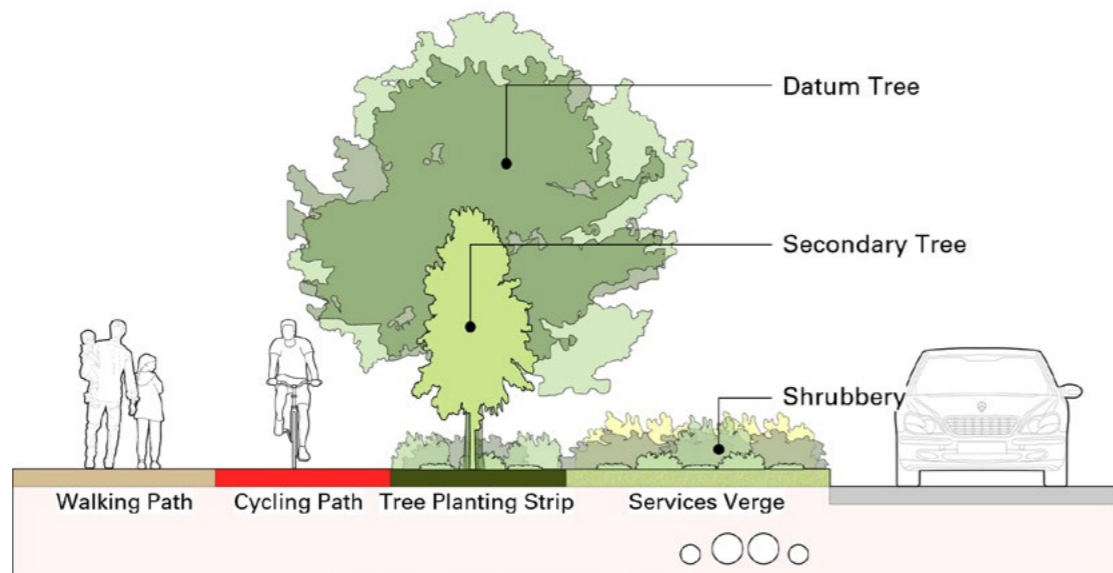 Datum Tree
Secondary Tree
Shrubbery
Walking Path
Cycling Path
Tree Planting Strip
Services Verge